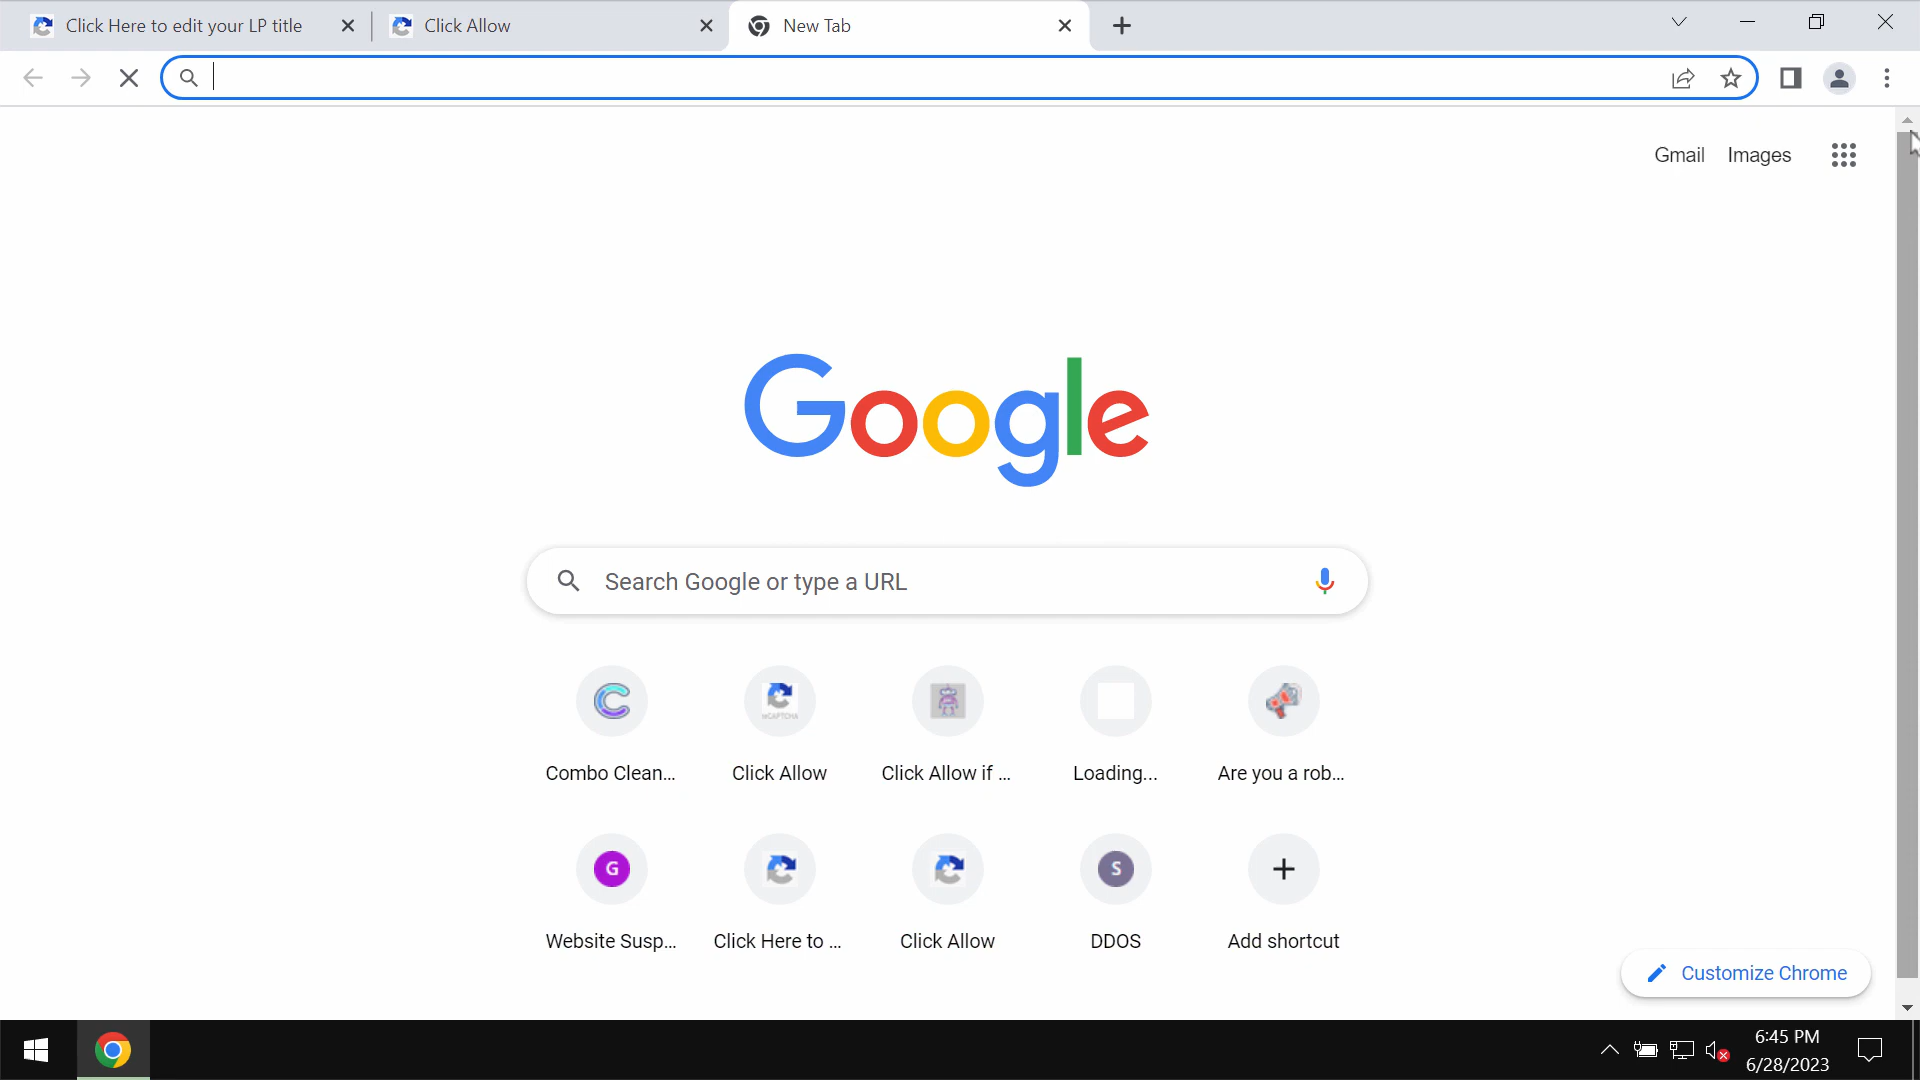 Click Here to edit your LP title
Click Allow
New Tab
Gmail
Images
Google
Search Google or type a URL
Combo Clean...
Click Allow
Click Allow if ...
Loading...
Are you a rob...
G
Website Susp...
Click Here to ...
Click Allow
S
DDOS
Add shortcut
Customize Chrome
6:45 PM
6/28/2023